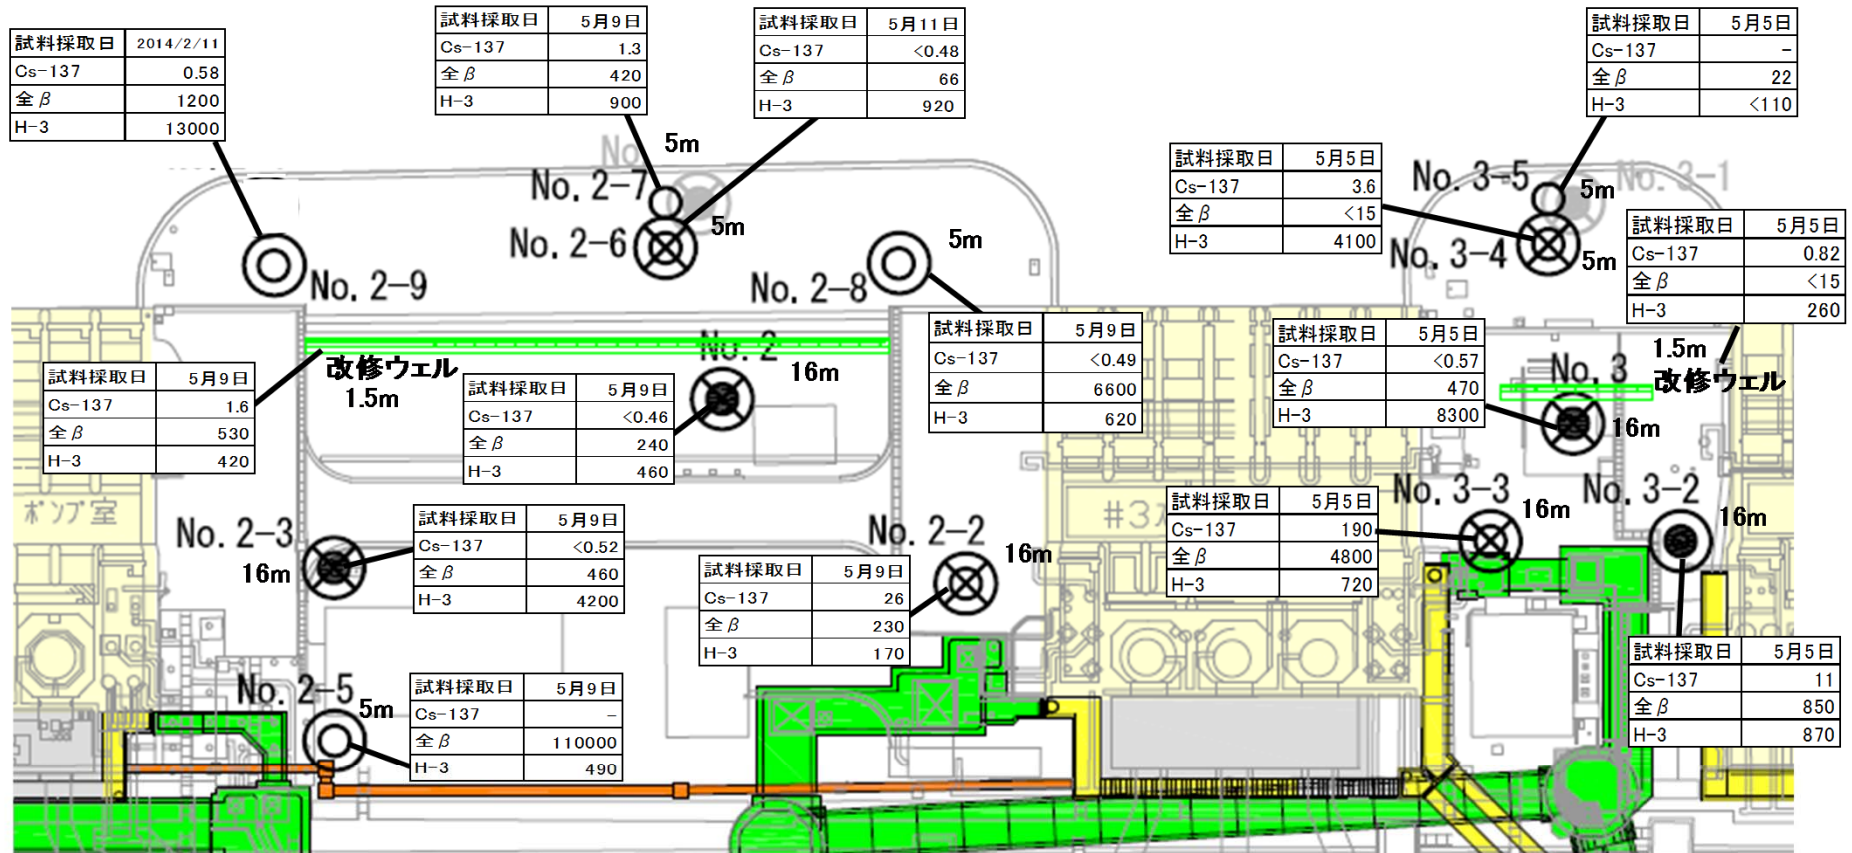 試料採取日 2014/2/11
Cs-137 0.58
全β 1200
H-3 13000
試料採取日 5月9日
Cs-137 1.3
全β 420
H-3 900
試料採取日 5月11日
Cs-137 <0.48
全β 66
H-3 920
試料採取日 5月5日
Cs-137 -
全β 22
H-3 <110
試料採取日 5月5日
Cs-137 3.6
全β <15
H-3 4100
試料採取日 5月5日
Cs-137 0.82
全β <15
H-3 260
No
5m
No. 2-7
5m
No. 2-6
No. 2-9
No. 2-8
5m
No. 3-5
5m
No. 3-1
No. 3-4
5m
試料採取日 5月9日
Cs-137 <0.49
全β 6600
H-3 620
試料採取日 5月5日
Cs-137 <0.57
全β 470
H-3 8300
1.5m
改修ウェル
No. 3
16m
No. 2
16m
改修ウェル
1.5m
試料採取日 5月9日
Cs-137 1.6
全β 530
H-3 420
試料採取日 5月9日
Cs-137 <0.46
全β 240
H-3 460
ポンプ室
No. 2-3
16m
試料採取日 5月9日
Cs-137 <0.52
全β 460
H-3 4200
No. 2-2
16m
試料採取日 5月9日
Cs-137 26
全β 230
H-3 170
#3
試料採取日 5月5日
Cs-137 190
全β 4800
H-3 720
No. 3-3
16m
No. 3-2
16m
No. 2-5
5m
試料採取日 5月9日
Cs-137 -
全β 110000
H-3 490
試料採取日 5月5日
Cs-137 11
全β 850
H-3 870